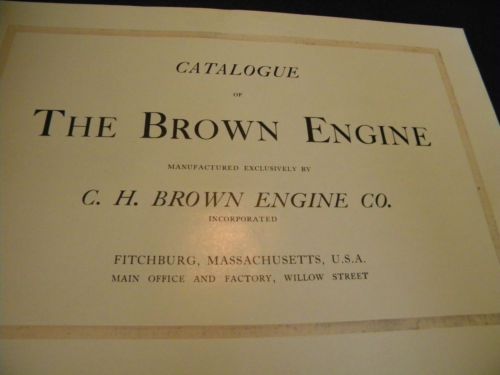 CATALOGUE
OF
THE BROWN ENGINE
MANUFACTURED EXCLUSIVELY BY
C. H. BROWN ENGINE CO.
INCORPORATED
FITCHBURG, MASSACHUSETTS, U.S.A.
MAIN OFFICE AND FACTORY, WILLOW STREET